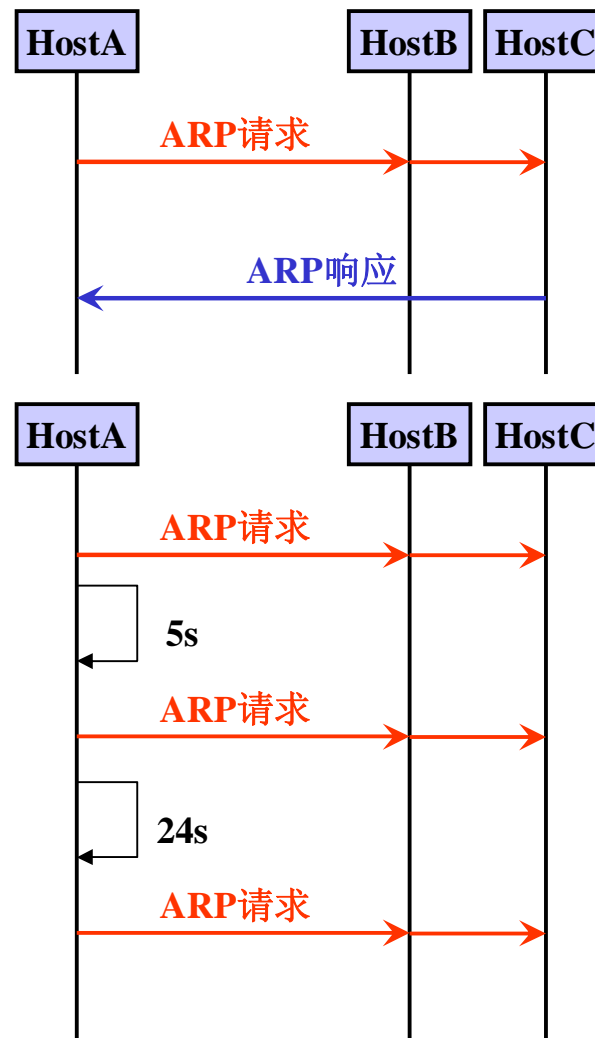 HostA HostB HostC
ARP请求
ARP响应
HostA HostB HostC
ARP请求
5s
ARP请求
24s
ARP请求